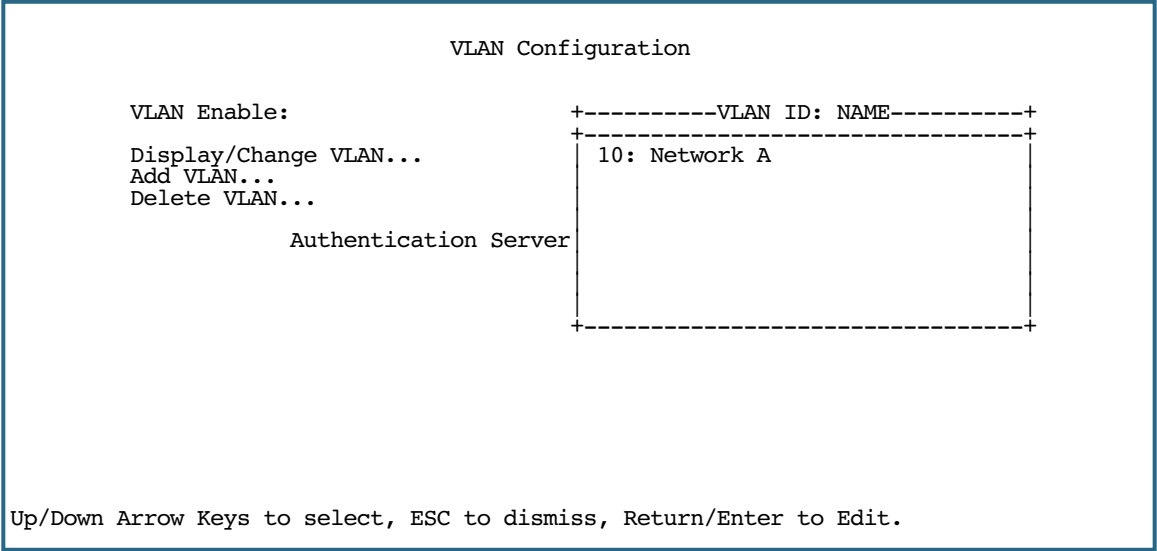 VLAN Configuration
VLAN Enable:                     +----------VLAN ID: NAME----------+
                                 +---------------------------------+
Display/Change VLAN...           | 10: Network A                   |
Add VLAN...                      |                                 |
Delete VLAN...                   |                                 |
            Authentication Server|                                 |
                                 +---------------------------------+
Up/Down Arrow Keys to select, ESC to dismiss, Return/Enter to Edit.